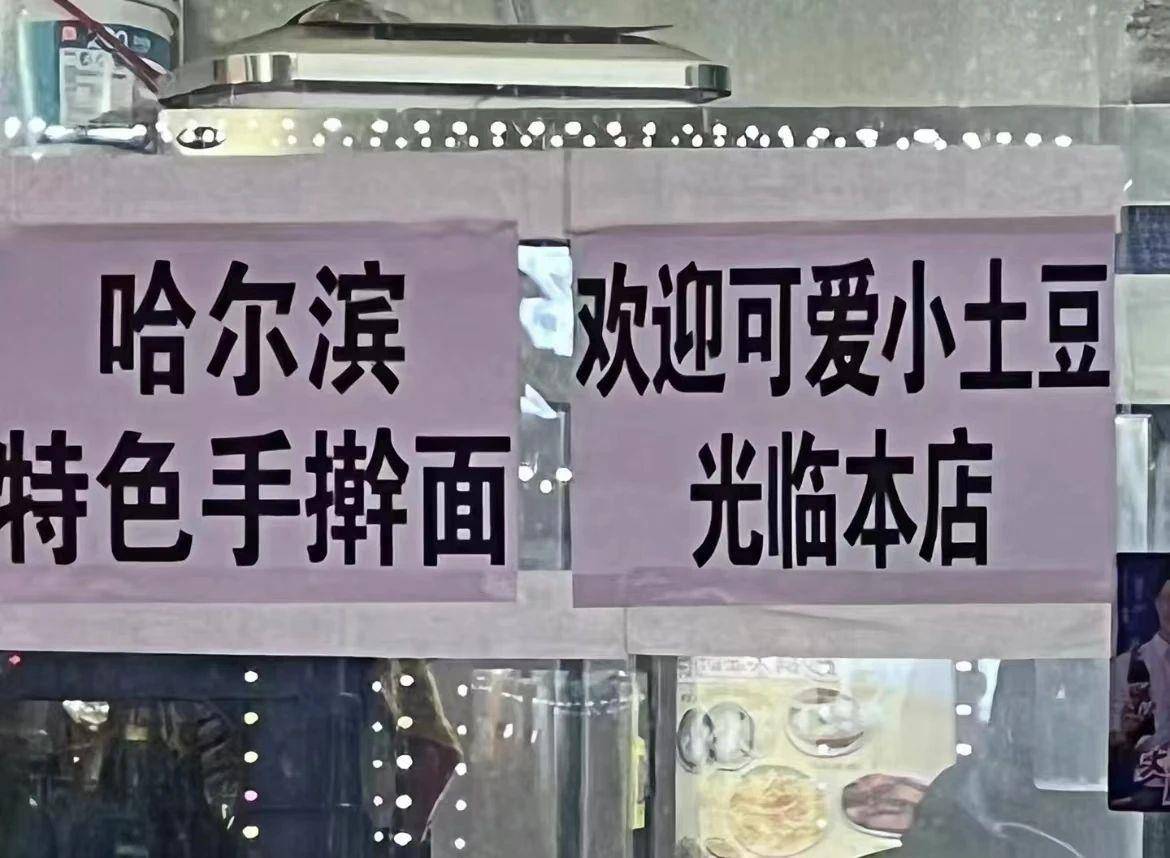 哈尔滨
特色手擀面
欢迎可爱小土豆
光临本店